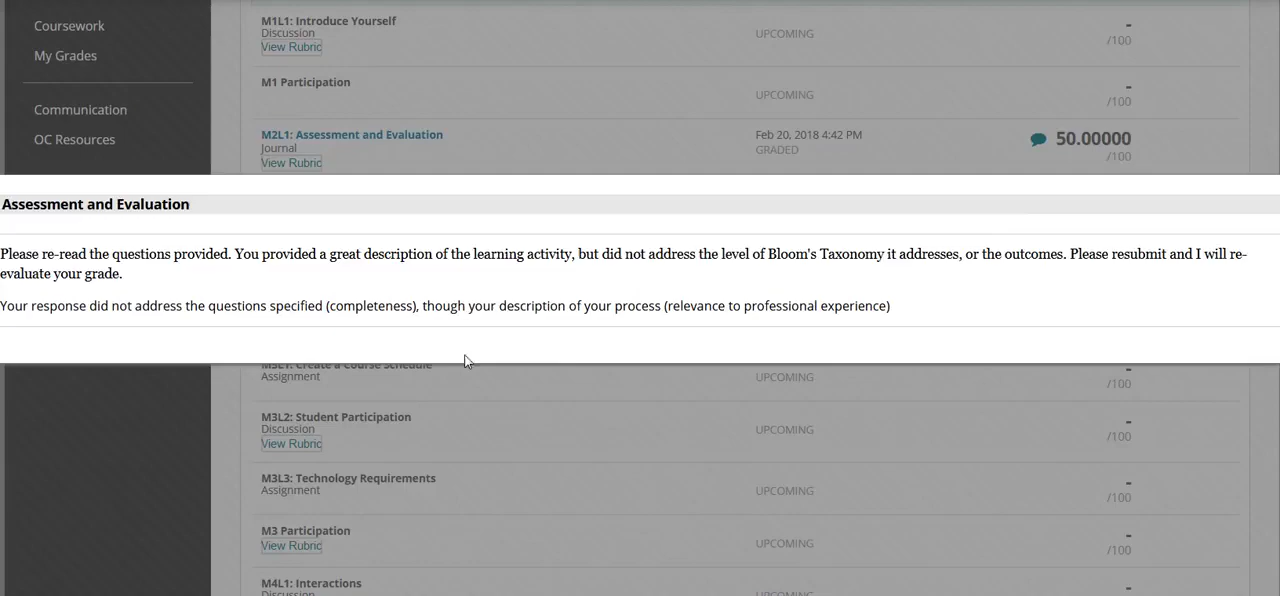 Coursework
My Grades
Communication
OC Resources
M1L1: Introduce Yourself
Discussion
View Rubric
UPCOMING
-
/100
M1 Participation
UPCOMING
-
/100
M2L1: Assessment and Evaluation
Journal
View Rubric
Feb 20, 2018 4:42 PM
GRADED
50.00000
/100
Assessment and Evaluation
Please re-read the questions provided. You provided a great description of the learning activity, but did not address the level of Bloom's Taxonomy it addresses, or the outcomes. Please resubmit and I will re-
evaluate your grade.
Your response did not address the questions specified (completeness), though your description of your process (relevance to professional experience)
M3L1: Create a Course Schedule
Assignment
UPCOMING
-
/100
M3L2: Student Participation
Discussion
View Rubric
UPCOMING
-
/100
M3L3: Technology Requirements
Assignment
UPCOMING
-
/100
M3 Participation
View Rubric
UPCOMING
-
/100
M4L1: Interactions
Discussion
-